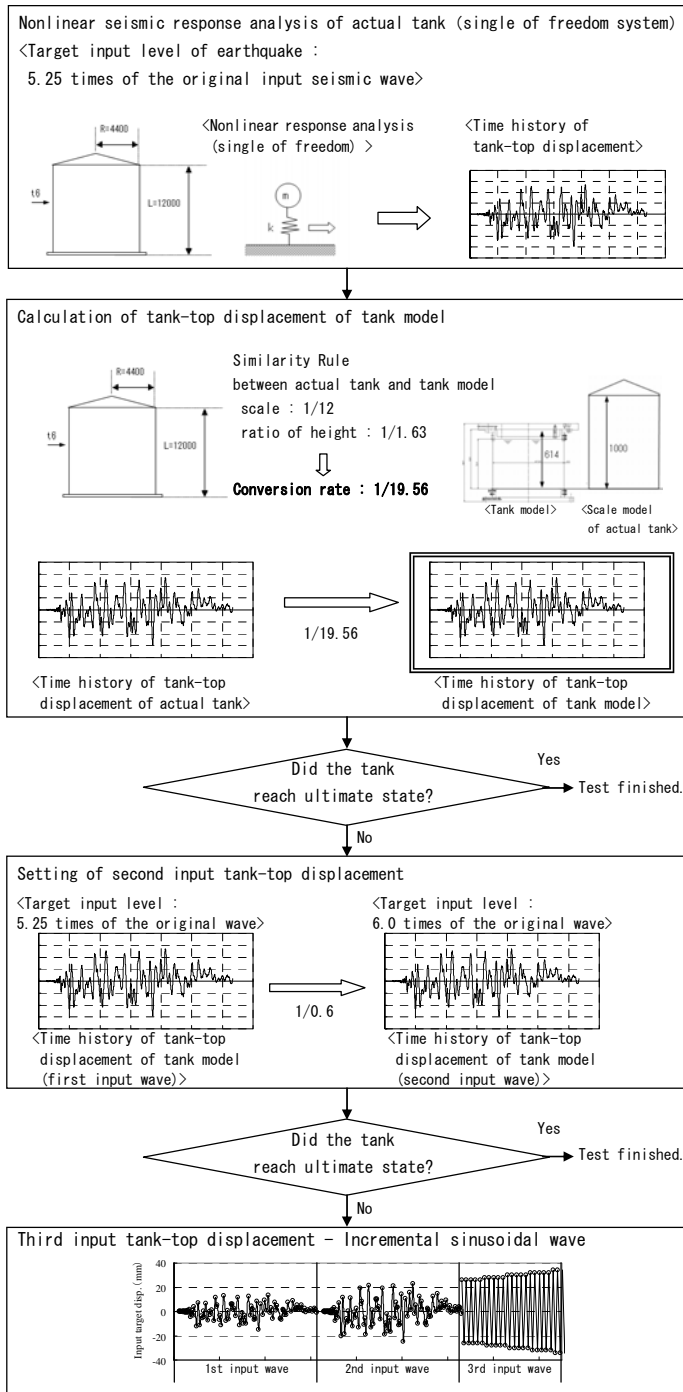 Nonlinear seismic response analysis of actual tank (single of freedom system)
<Target input level of earthquake :
5.25 times of the original input seismic wave>
R=4400
t6
L=12000
<Nonlinear response analysis
(single of freedom) >
m
k
<Time history of
tank-top displacement>
Calculation of tank-top displacement of tank model
R=4400
t6
L=12000
Similarity Rule
between actual tank and tank model
scale : 1/12
ratio of height : 1/1.63
Conversion rate : 1/19.56
614
1000
<Tank model>
<Scale model
of actual tank>
1/19.56
<Time history of tank-top
displacement of actual tank>
<Time history of tank-top
displacement of tank model>
Did the tank
reach ultimate state?
Yes
Test finished.
No
Setting of second input tank-top displacement
<Target input level :
5.25 times of the original wave>
<Target input level :
6.0 times of the original wave>
1/0.6
<Time history of tank-top
displacement of tank model
(first input wave)>
<Time history of tank-top
displacement of tank model
(second input wave)>
Did the tank
reach ultimate state?
Yes
Test finished.
No
Third input tank-top displacement - Incremental sinusoidal wave
Input target disp. (mm)
40
20
0
-20
-40
1st input wave
2nd input wave
3rd input wave